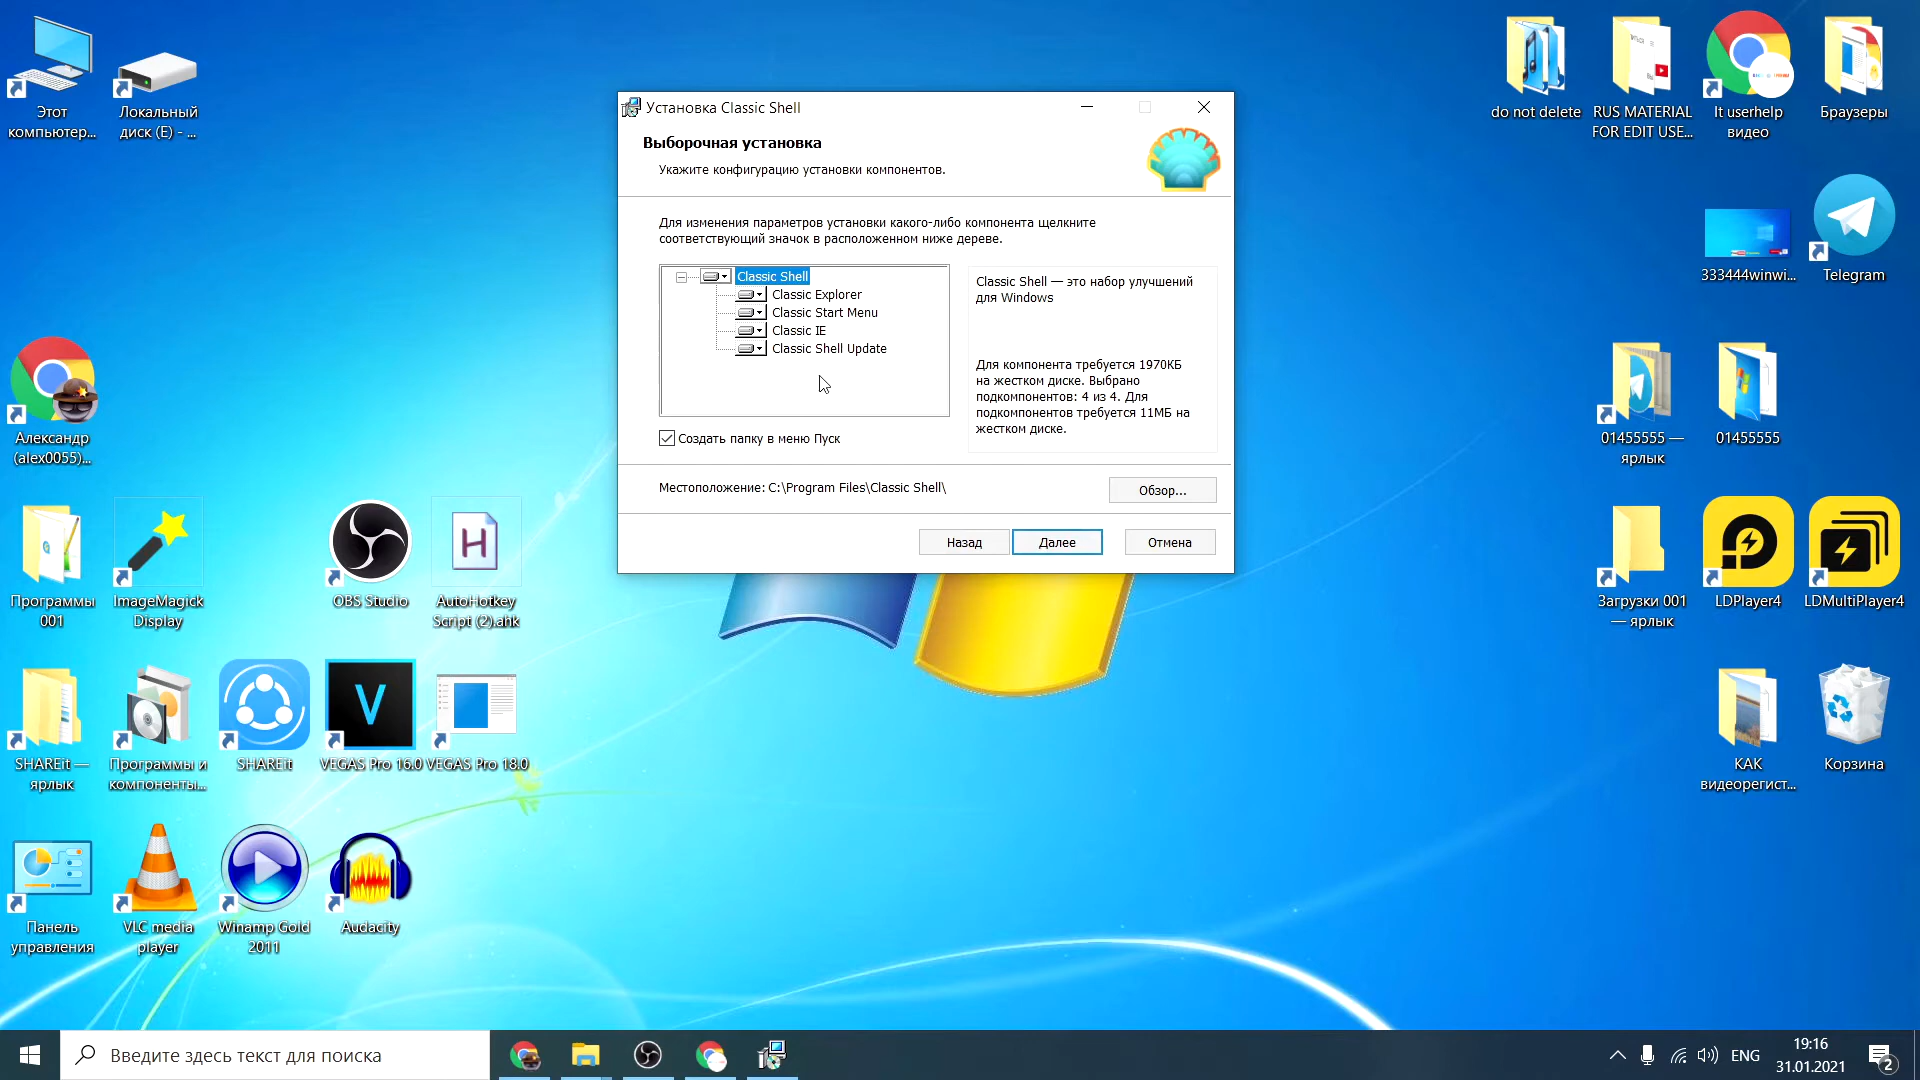 Этот
компьютер...
Локальный
диск (E) - ...
do not delete
RUS MATERIAL
FOR EDIT USE...
It userhelp
видео
Браузеры
333444winwi...
Telegram
Александр
(alex0055)...
01455555 —
ярлык
01455555
Программы
001
ImageMagick
Display
OBS Studio
AutoHotkey
Script (2).ahk
Загрузки 001
— ярлык
LDPlayer4
LDMultiPlayer4
SHAREit —
ярлык
Программы и
компоненты...
SHAREit
VEGAS Pro 16.0
VEGAS Pro 18.0
КАК
видеорегист...
Корзина
Панель
управления
VLC media
player
Winamp Gold
2011
Audacity
Установка Classic Shell
Выборочная установка
Укажите конфигурацию установки компонентов.
Для изменения параметров установки какого-либо компонента щелкните
соответствующий значок в расположенном ниже дереве.
Classic Shell
Classic Explorer
Classic Start Menu
Classic IE
Classic Shell Update
Classic Shell — это набор улучшений
для Windows
Для компонента требуется 1970КБ
на жестком диске. Выбрано
подкомпонентов: 4 из 4. Для
подкомпонентов требуется 11МБ на
жестком диске.
Создать папку в меню Пуск
Местоположение: C:\Program Files\Classic Shell\
Обзор...
Назад
Далее
Отмена
H
V
Введите здесь текст для поиска
ENG
19:16
31.01.2021
2